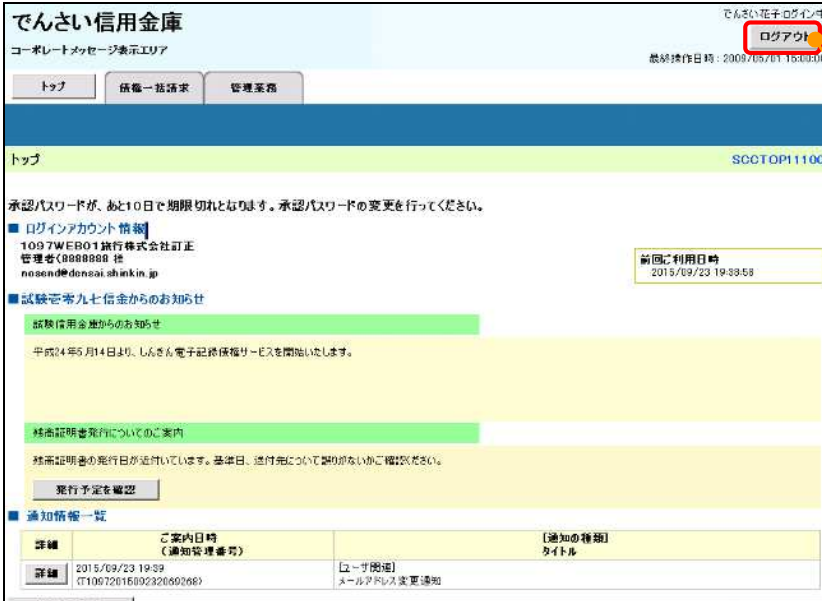 でんさい信用金庫
コーポレートメッセージ表示エリア
でんさい花子:ログイン中
ログアウト
最終操作日時:2009/05/01 15:00:00
トップ
債権一括請求
管理業務
トップ
SCCTOP11100
承認パスワードが、あと10日で期限切れとなります。承認パスワードの変更を行ってください。
■ ログインアカウント情報
1097WEB01旅行株式会社訂正
管理者(8888888 様
nosend@densai.shinkin.jp
前回ご利用日時
2015/09/23 19:38:58
■試験壱零九七信金からのお知らせ
試験信用金庫からのお知らせ
平成24年5月14日より、しんきん電子記録債権サービスを開始いたします。
残高証明書発行についてのご案内
残高証明書の発行日が近付いています。基準日、送付先について誤りがないかご確認ください。
発行予定を確認
■ 通知情報一覧
詳細
ご案内日時
(通知管理番号)
[通知の種類]
タイトル
詳細
2015/09/23 19:39
[ユーザ関連]
メールアドレス変更通知